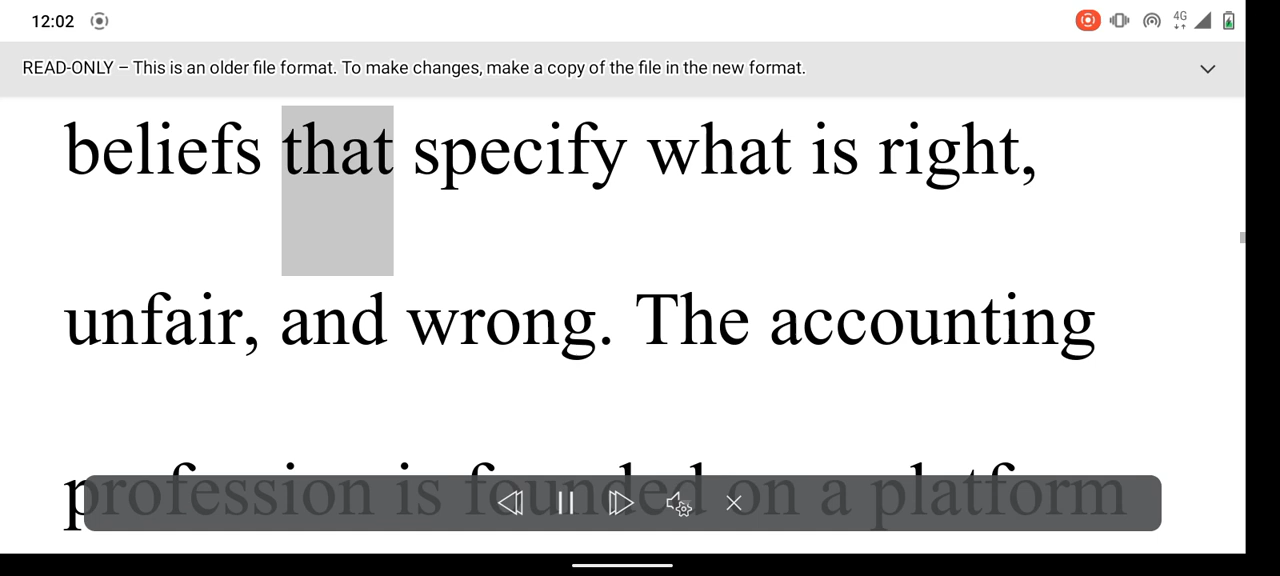 12:02
4G
READ-ONLY – This is an older file format. To make changes, make a copy of the file in the new format.
beliefs that specify what is right,
unfair, and wrong. The accounting
profession is founded on a platform